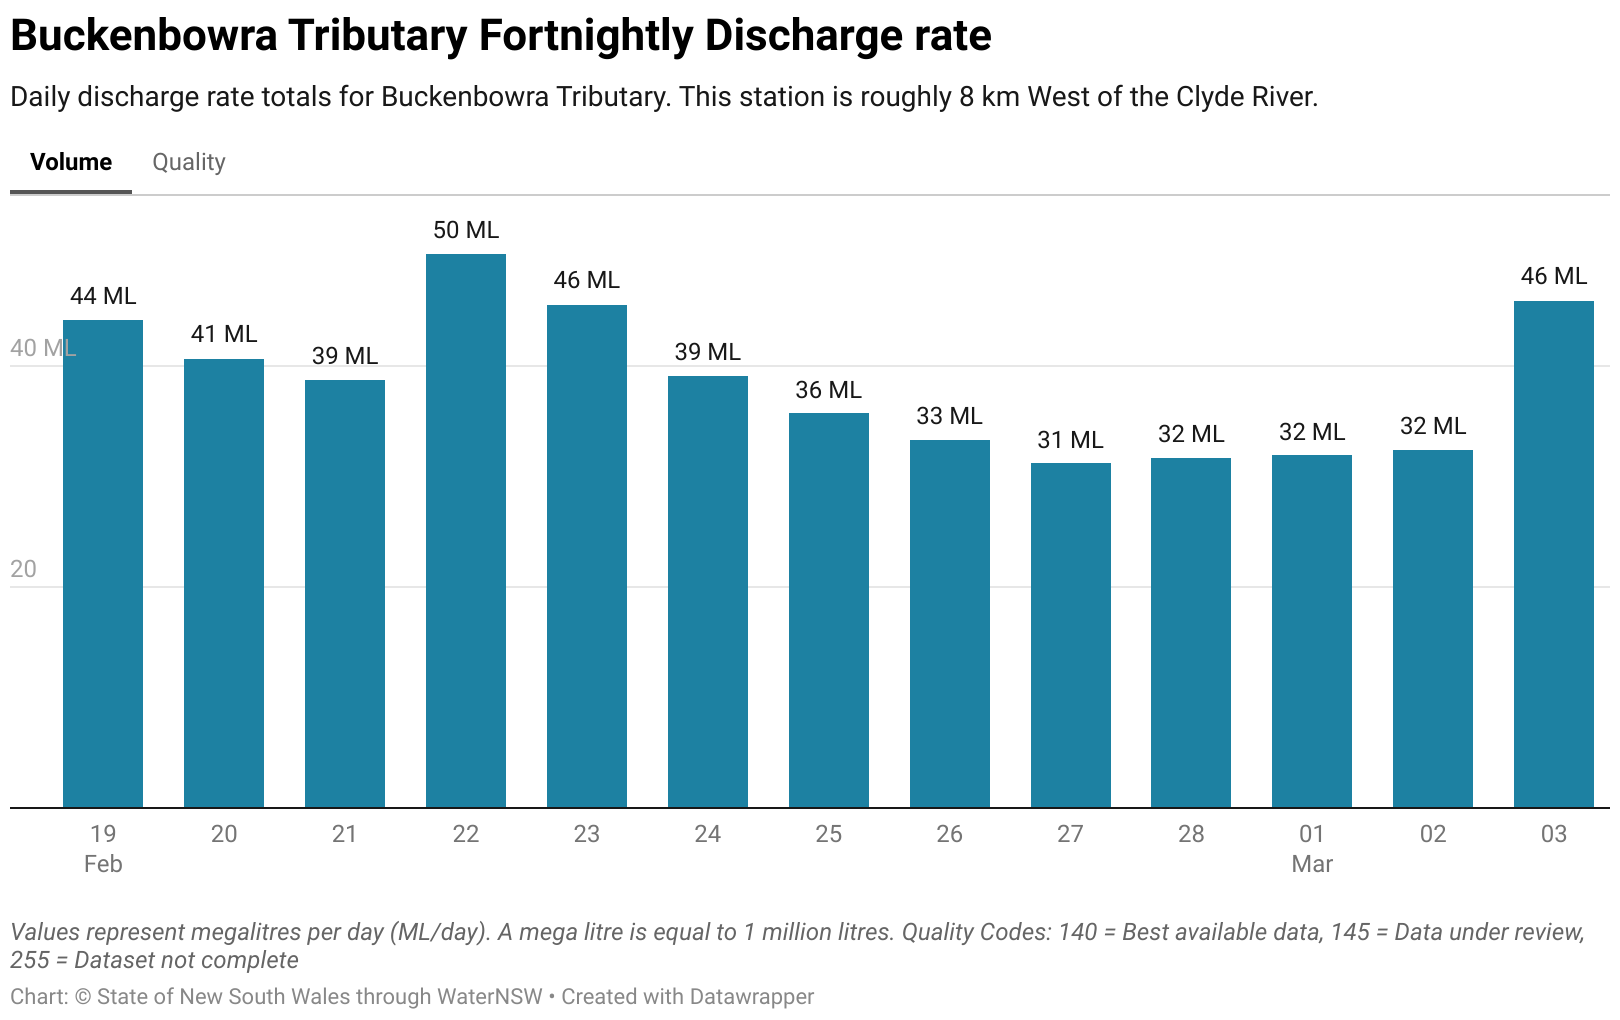 Buckenbowra Tributary Fortnightly Discharge rate
Daily discharge rate totals for Buckenbowra Tributary. This station is roughly 8 km West of the Clyde River.
Volume Quality
50 ML
46 ML
46 ML
44 ML
41 ML
39 ML
39 ML
40 ML
36 ML
33 ML
31 ML
32 ML
32 ML
32 ML
20
19 20 21 22 23 24 25 26 27 28 01 02 03
Feb Mar
Values represent megalitres per day (ML/day). A mega litre is equal to 1 million litres. Quality Codes: 140 = Best available data, 145 = Data under review,
255 = Dataset not complete
Chart: © State of New South Wales through WaterNSW • Created with Datawrapper